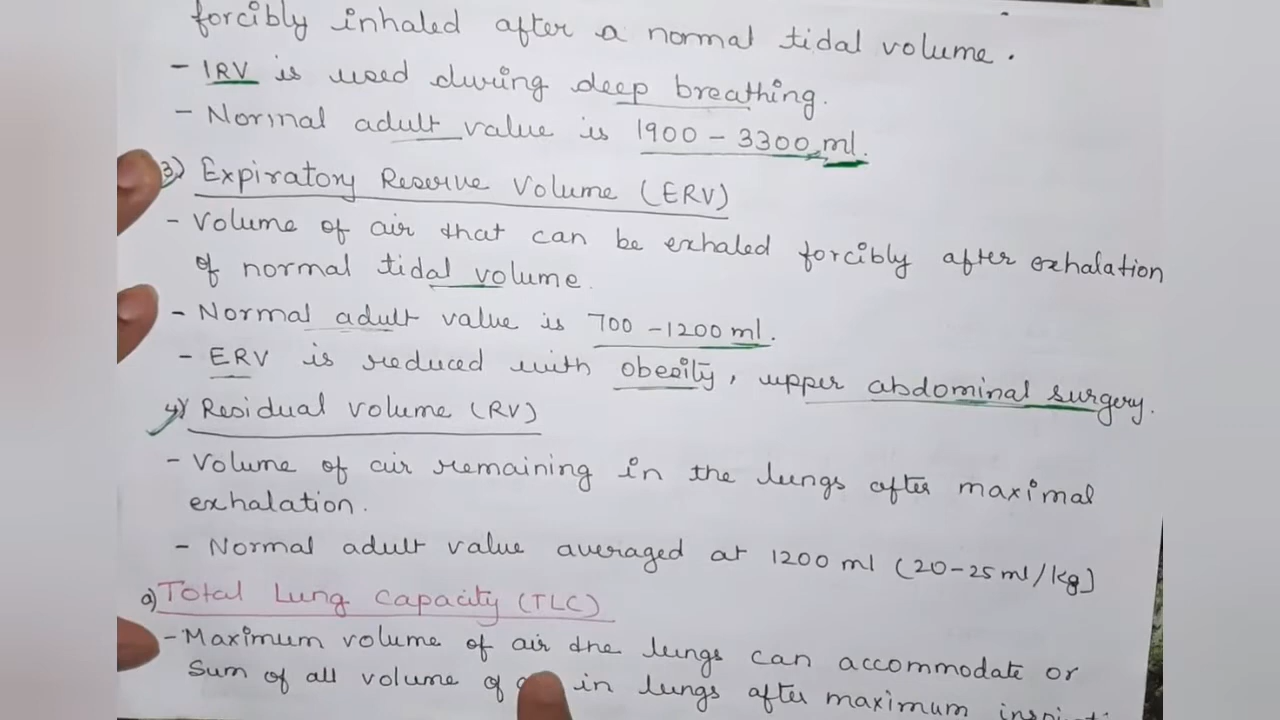 forcibly inhaled after a normal tidal volume.
- IRV is used during deep breathing.
- Normal adult value is 1900 - 3300 ml.
3) Expiratory Reserve Volume (ERV)
- Volume of air that can be exhaled forcibly after exhalation
of normal tidal volume.
- Normal adult value is 700 - 1200 ml.
- ERV is reduced with obesity, upper abdominal surgery.
4) Residual volume (RV)
- Volume of air remaining in the lungs after maximal
exhalation.
- Normal adult value averaged at 1200 ml (20-25 ml/kg)
a) Total Lung Capacity (TLC)
- Maximum volume of air the lungs can accommodate or
Sum of all volume of in lungs after maximum